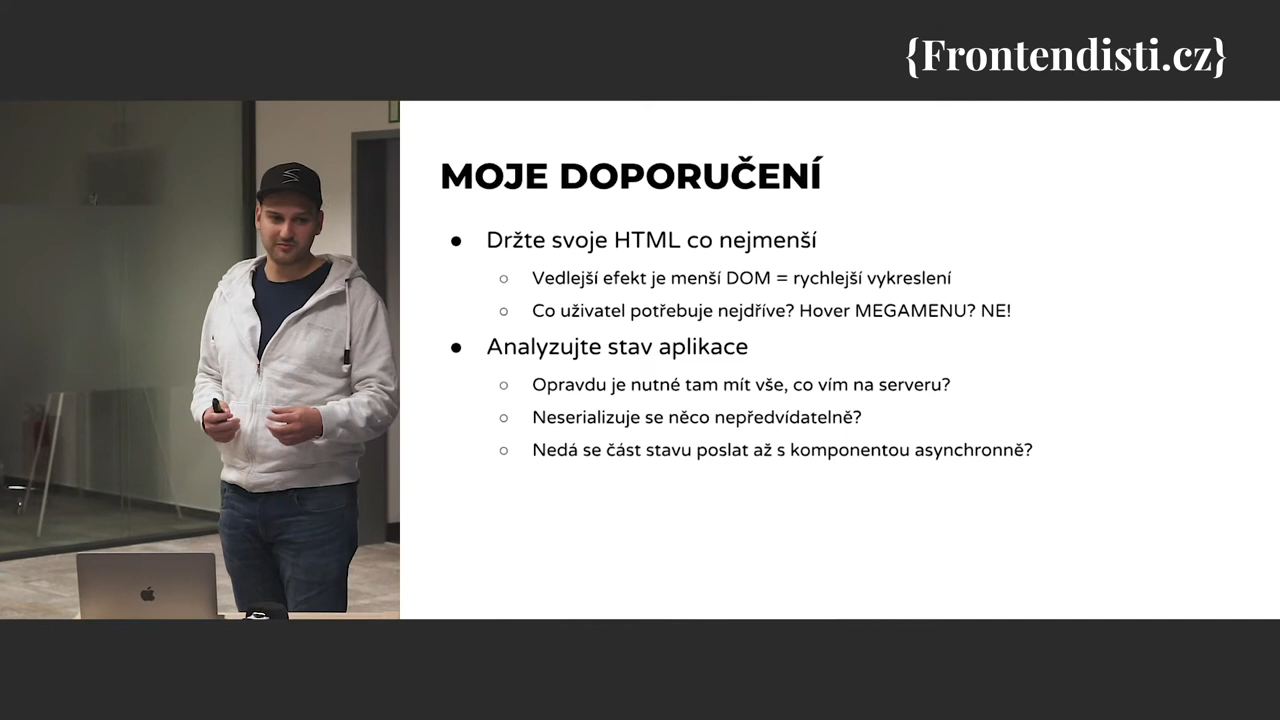 {Frontendisti.cz}
MOJE DOPORUČENÍ
● Držte svoje HTML co nejmenší
○ Vedlejší efekt je menší DOM = rychlejší vykreslení
○ Co uživatel potřebuje nejdříve? Hover MEGAMENU? NE!
● Analyzujte stav aplikace
○ Opravdu je nutné tam mít vše, co vím na serveru?
○ Neserializuje se něco nepředvídatelně?
○ Nedá se část stavu poslat až s komponentou asynchronně?